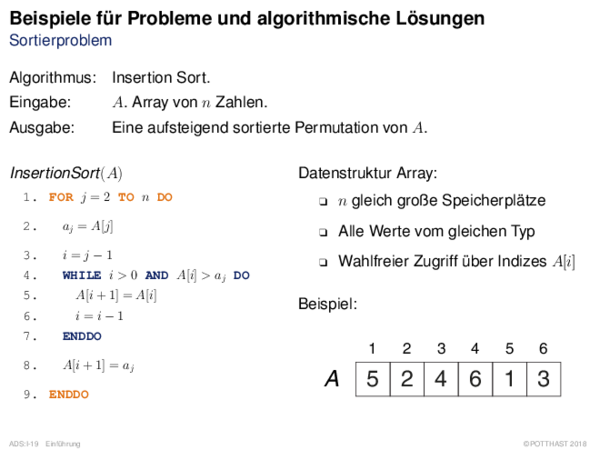 Beispiele für Probleme und algorithmische Lösungen
Sortierproblem
Algorithmus: Insertion Sort.
Eingabe: A. Array von n Zahlen.
Ausgabe: Eine aufsteigend sortierte Permutation von A.
InsertionSort(A)
1. FOR j = 2 TO n DO
2. a_j = A[j]
3. i = j − 1
4. WHILE i > 0 AND A[i] > a_j DO
5. A[i + 1] = A[i]
6. i = i − 1
7. ENDDO
8. A[i + 1] = a_j
9. ENDDO
Datenstruktur Array:
❑ n gleich große Speicherplätze
❑ Alle Werte vom gleichen Typ
❑ Wahlfreier Zugriff über Indizes A[i]
Beispiel:
1 2 3 4 5 6
A 5 2 4 6 1 3
ADS:I-19 Einführung ©POTTHAST 2018